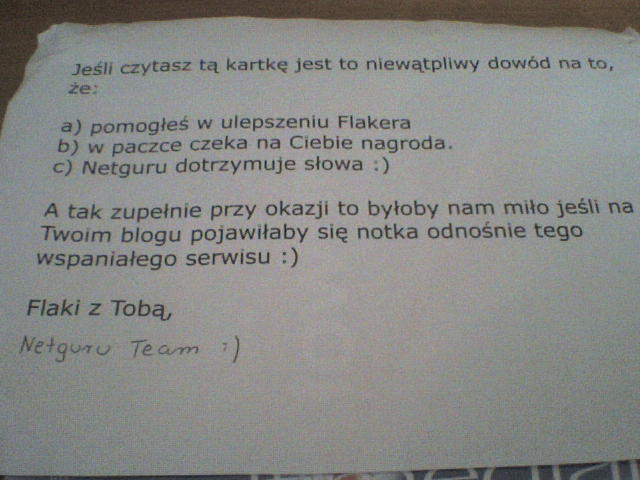 Jeśli czytasz tą kartkę jest to niewątpliwy dowód na to,
że:
a) pomogłeś w ulepszeniu Flakera
b) w paczce czeka na Ciebie nagroda.
c) Netguru dotrzymuje słowa :)
A tak zupełnie przy okazji to byłoby nam miło jeśli na
Twoim blogu pojawiłaby się notka odnośnie tego
wspaniałego serwisu :)
Flaki z Tobą,
Netguru Team :)